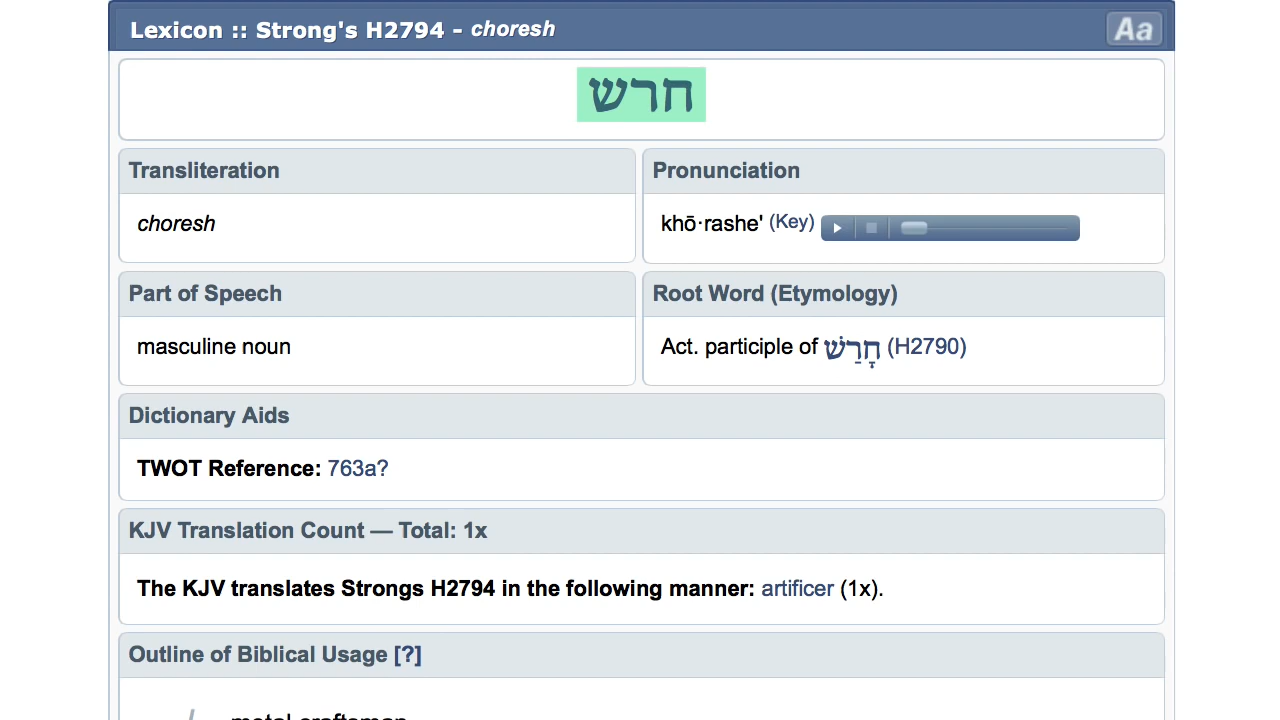 Lexicon :: Strong's H2794 - choresh
Aa
חרש
Transliteration
choresh
Pronunciation
khō·rashe' (Key)
Part of Speech
masculine noun
Root Word (Etymology)
Act. participle of חָרַשׁ (H2790)
Dictionary Aids
TWOT Reference: 763a?
KJV Translation Count — Total: 1x
The KJV translates Strongs H2794 in the following manner: artificer (1x).
Outline of Biblical Usage [?]
metal craftsman